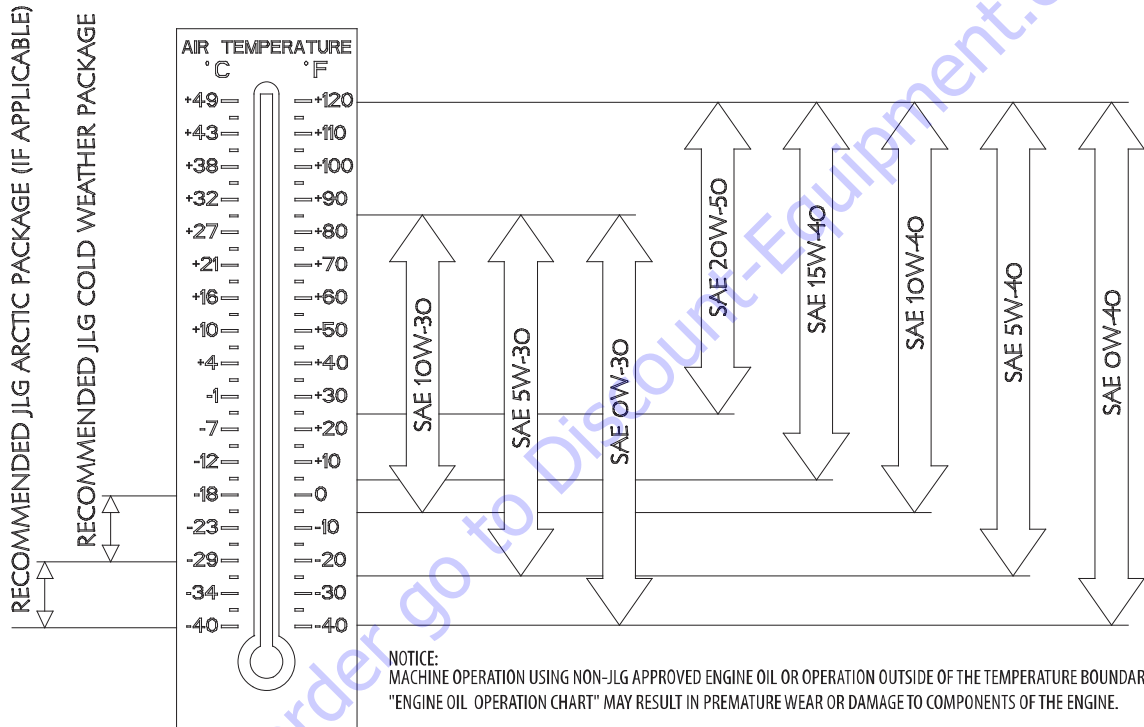 RECOMMENDED JLG ARCTIC PACKAGE (IF APPLICABLE)
RECOMMENDED JLG COLD WEATHER PACKAGE
AIR TEMPERATURE
°C °F
+49 +120
+43 +110
+38 +100
+32 +90
+27 +80
+21 +70
+16 +60
+10 +50
+4 +40
-1 +30
-7 +20
-12 +10
-18 0
-23 -10
-29 -20
-34 -30
-40 -40
SAE 10W-30
SAE 5W-30
SAE 0W-30
SAE 20W-50
SAE 15W-40
SAE 10W-40
SAE 5W-40
SAE 0W-40
NOTICE:
MACHINE OPERATION USING NON-JLG APPROVED ENGINE OIL OR OPERATION OUTSIDE OF THE TEMPERATURE
"ENGINE OIL OPERATION CHART" MAY RESULT IN PREMATURE WEAR OR DAMAGE TO COMPONENTS OF THE ENGINE.
order go to Discount-Equipment.